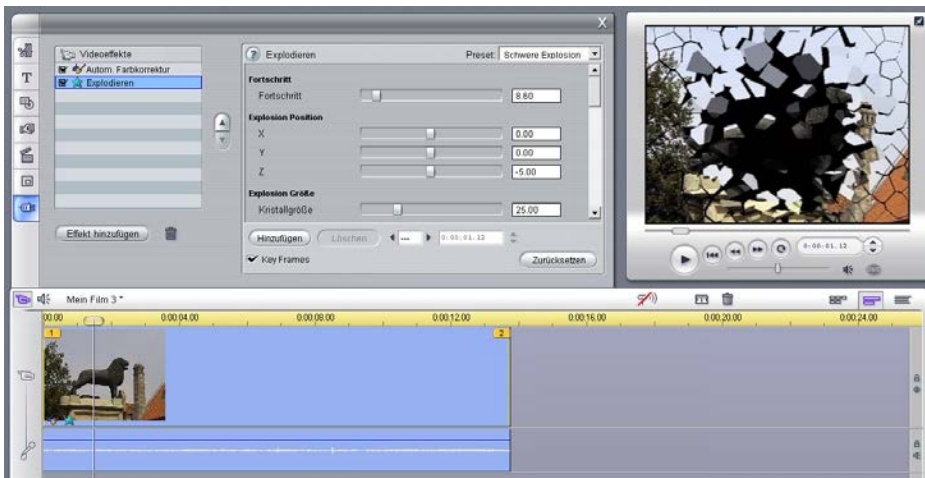 X
Videoeffekte
Autom. Farbkorrektur
Explodieren
Effekt hinzufügen
? Explodieren Preset: Schwere Explosion
Fortschritt
Fortschritt 8.60
Explosion Position
X 0.00
Y 0.00
Z -5.00
Explosion Größe
Kristallgröße 25.00
Hinzufügen Löschen --- 0:00:01.12
Key Frames Zurücksetzen
T
0:00:01.12
Mein Film 3 *
00.00 0:00:04.00 0:00:08.00 0:00:12.00 0:00:16.00 0:00:20.00 0:00:24.00
1 2